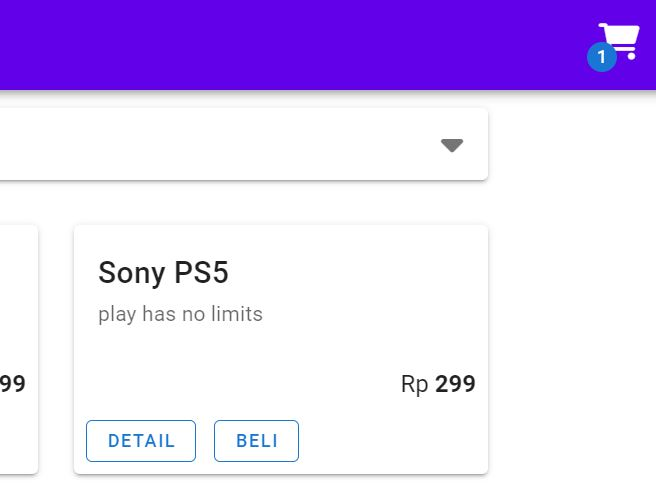 1
Sony PS5
play has no limits
99
Rp 299
DETAIL
BELI